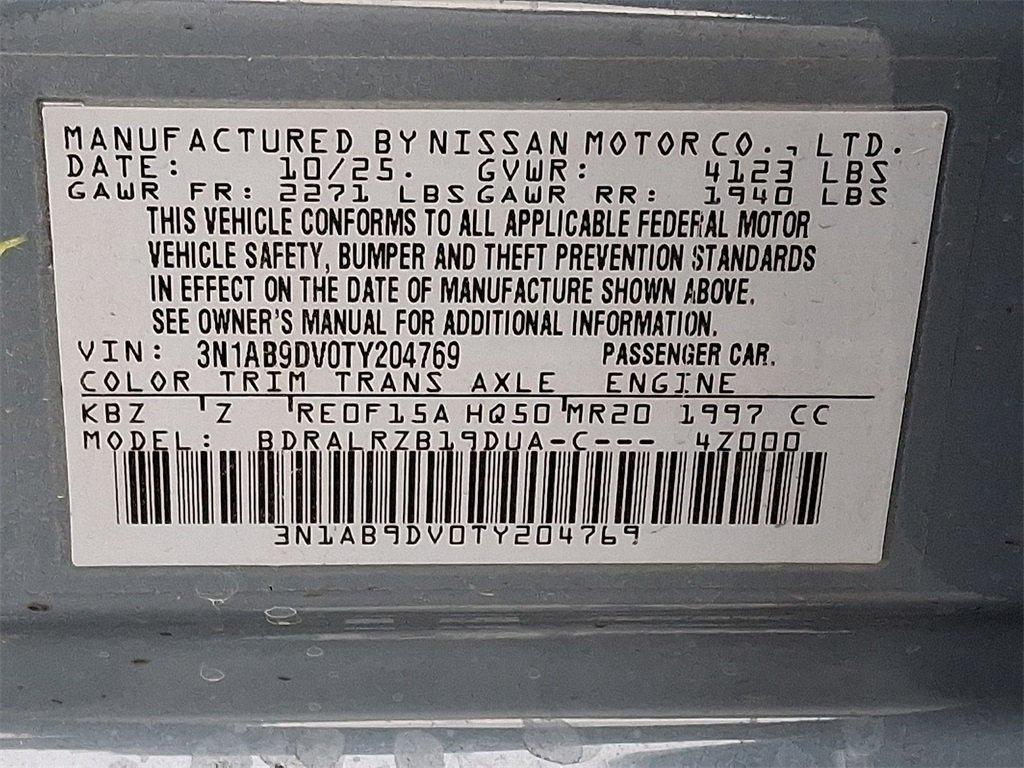 MANUFACTURED BY NISSAN MOTOR CO., LTD.
DATE: 10/25. GVWR: 4123 LBS
GAWR FR: 2271 LBS GAWR RR: 1940 LBS
THIS VEHICLE CONFORMS TO ALL APPLICABLE FEDERAL MOTOR
VEHICLE SAFETY, BUMPER AND THEFT PREVENTION STANDARDS
IN EFFECT ON THE DATE OF MANUFACTURE SHOWN ABOVE.
SEE OWNER'S MANUAL FOR ADDITIONAL INFORMATION.
VIN: 3N1AB9DV0TY204769 PASSENGER CAR.
COLOR TRIM TRANS AXLE ENGINE
KBZ Z RE0F15A HQ50 MR20 1997 CC
MODEL: BDRALRZB19DUA-C--- 4Z000
3N1AB9DV0TY204769